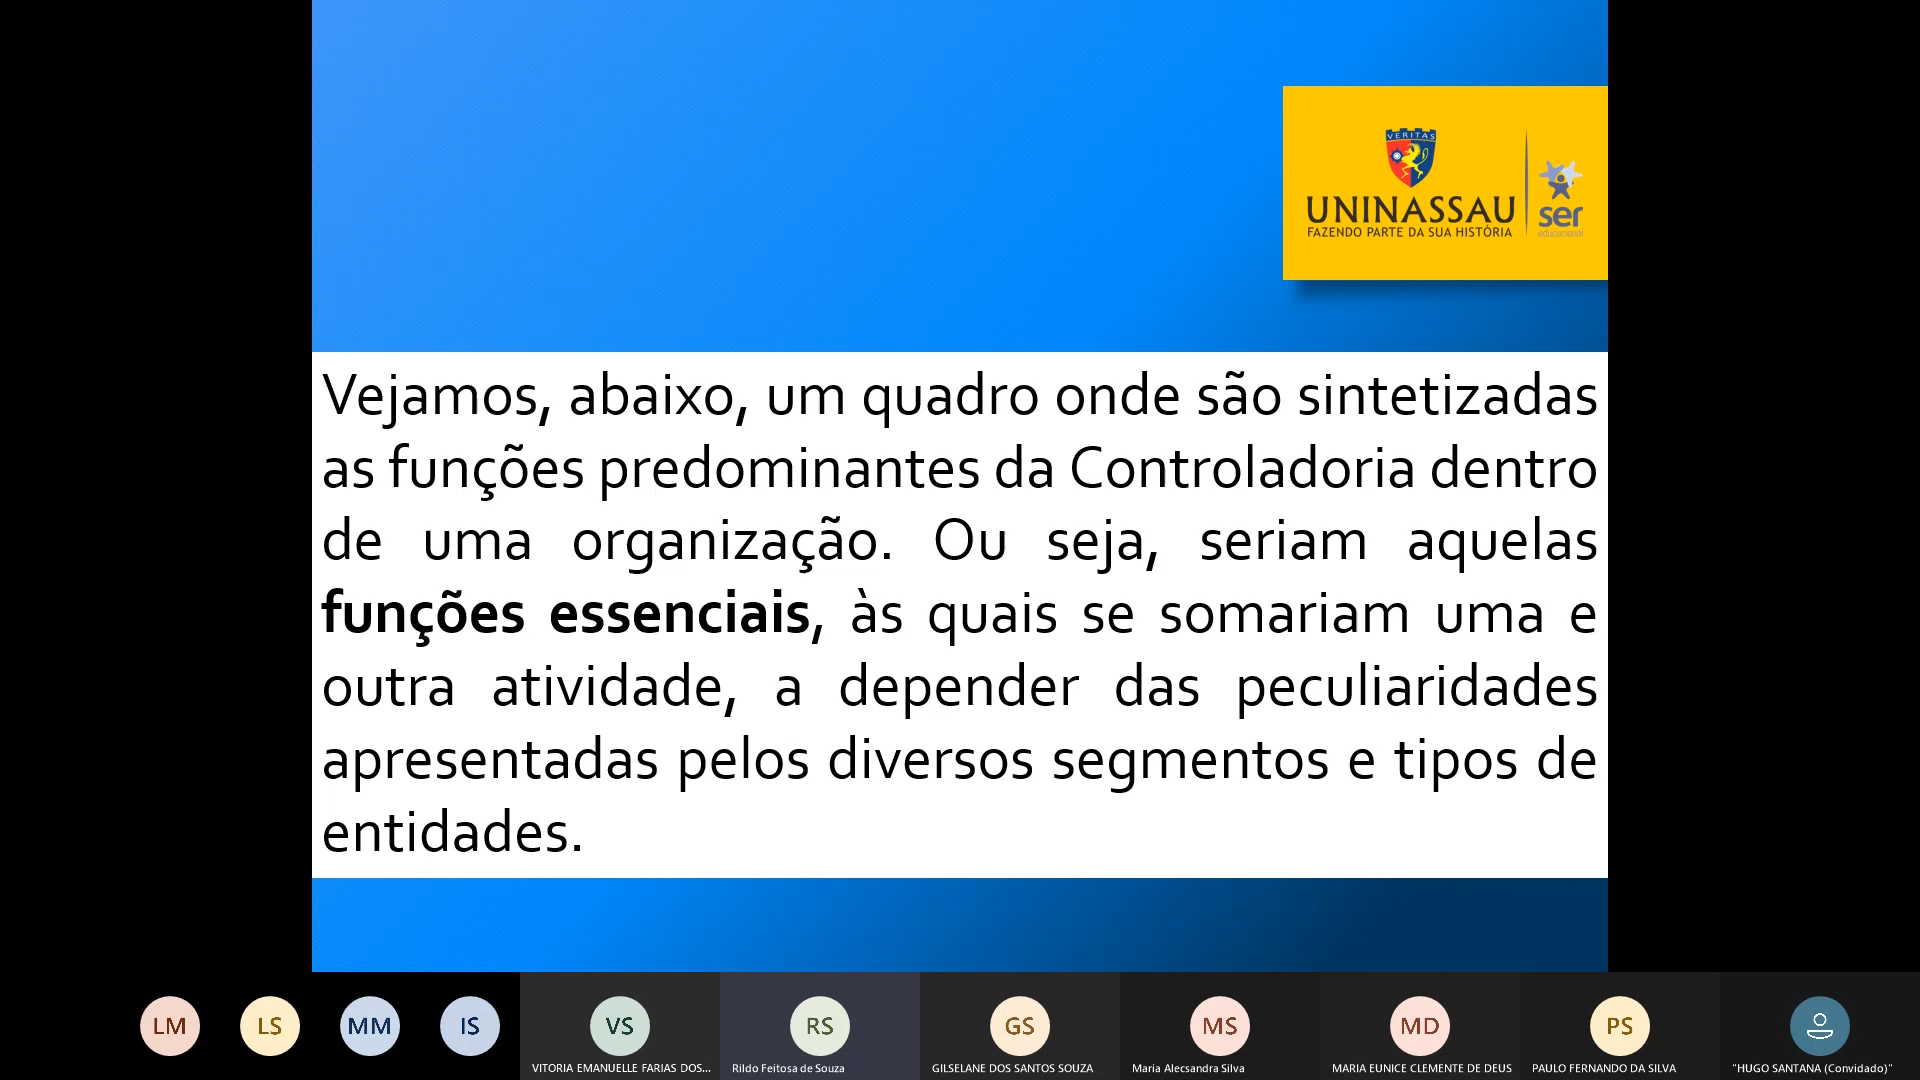 VERITAS
UNINASSAU
FAZENDO PARTE DA SUA HISTÓRIA
ser
educacional
Vejamos, abaixo, um quadro onde são sintetizadas
as funções predominantes da Controladoria dentro
de uma organização. Ou seja, seriam aquelas
funções essenciais, às quais se somariam uma e
outra atividade, a depender das peculiaridades
apresentadas pelos diversos segmentos e tipos de
entidades.
LM
LS
MM
IS
VS
RS
GS
MS
MD
PS
VITORIA EMANUELLE FARIAS DOS...
Rildo Feitosa de Souza
GILSELANE DOS SANTOS SOUZA
Maria Alecsandra Silva
MARIA EUNICE CLEMENTE DE DEUS
PAULO FERNANDO DA SILVA
"HUGO SANTANA (Convidado)"